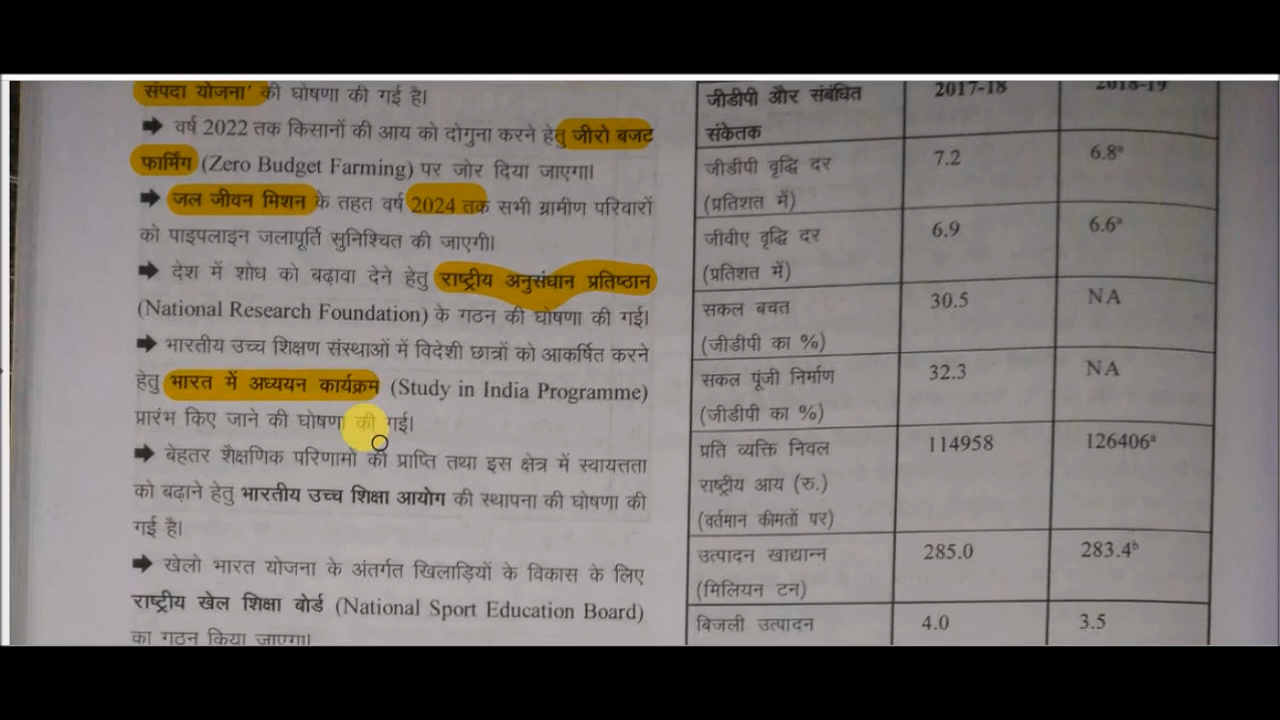 संपदा योजना' की घोषणा की गई है।
➡ वर्ष 2022 तक किसानों की आय को दोगुना करने हेतु जीरो बजट
फार्मिंग (Zero Budget Farming) पर जोर दिया जाएगा।
➡ जल जीवन मिशन के तहत वर्ष 2024 तक सभी ग्रामीण परिवारों
को पाइपलाइन जलापूर्ति सुनिश्चित की जाएगी।
➡ देश में शोध को बढ़ावा देने हेतु राष्ट्रीय अनुसंधान प्रतिष्ठान
(National Research Foundation) के गठन की घोषणा की गई।
➡ भारतीय उच्च शिक्षण संस्थाओं में विदेशी छात्रों को आकर्षित करने
हेतु भारत में अध्ययन कार्यक्रम (Study in India Programme)
प्रारंभ किए जाने की घोषणा की गई।
➡ बेहतर शैक्षणिक परिणामों की प्राप्ति तथा इस क्षेत्र में स्वायत्तता
को बढ़ाने हेतु भारतीय उच्च शिक्षा आयोग की स्थापना की घोषणा की
गई है।
➡ खेलो भारत योजना के अंतर्गत खिलाड़ियों के विकास के लिए
राष्ट्रीय खेल शिक्षा बोर्ड (National Sport Education Board)
का गठन किया जाएगा।
जीडीपी और संबंधित 2017-18 2018-19
संकेतक
जीडीपी वृद्धि दर 7.2 6.8ᵃ
(प्रतिशत में)
जीवीए वृद्धि दर 6.9 6.6ᵃ
(प्रतिशत में)
सकल बचत 30.5 NA
(जीडीपी का %)
सकल पूंजी निर्माण 32.3 NA
(जीडीपी का %)
प्रति व्यक्ति निवल 114958 126406ᵃ
राष्ट्रीय आय (रु.)
(वर्तमान कीमतों पर)
उत्पादन खाद्यान्न 285.0 283.4ᵇ
(मिलियन टन)
बिजली उत्पादन 4.0 3.5